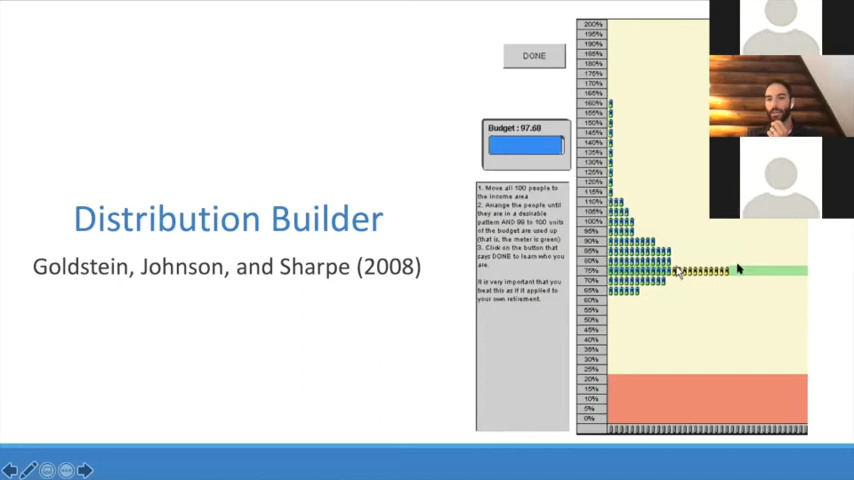 Distribution Builder
Goldstein, Johnson, and Sharpe (2008)
DONE
Budget : 97.68
1. Move all 100 people to
the income area
2. Arrange the people until
they are in a desirable
pattern AND 99 to 100 units
of the budget are used up
(that is, the meter is green)
3. Click on the button that
says DONE to learn who you
are.
It is very important that you
treat this as if it applied to
your own retirement.
200%
195%
190%
185%
180%
175%
170%
165%
160%
155%
150%
145%
140%
135%
130%
125%
120%
115%
110%
105%
100%
95%
90%
85%
80%
75%
70%
65%
60%
55%
50%
45%
40%
35%
30%
25%
20%
15%
10%
5%
0%